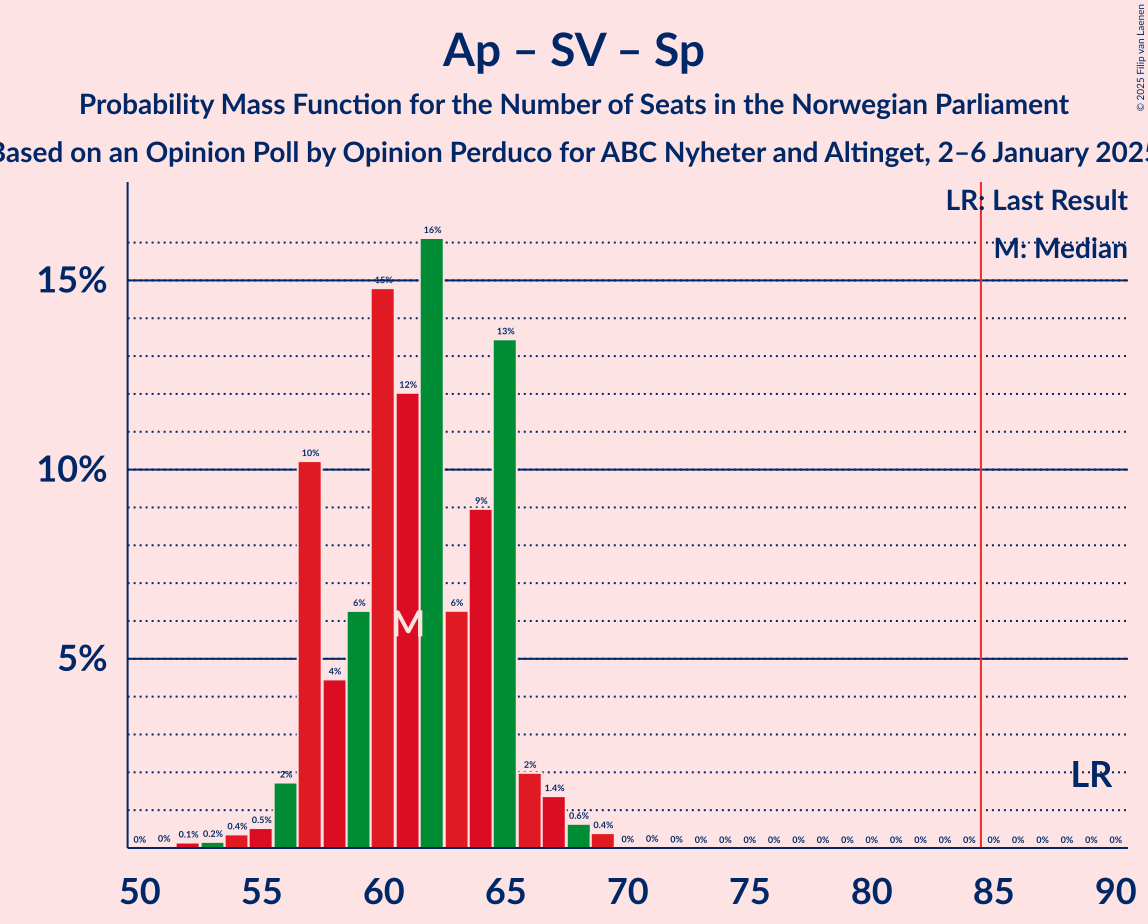 Ap – SV – Sp
Probability Mass Function for the Number of Seats in the Norwegian Parliament
Based on an Opinion Poll by Opinion Perduco for ABC Nyheter and Altinget, 2–6 January 2025
© 2025 Filip van Laenen
LR: Last Result
M: Median
15%
10%
5%
0% 0% 0.1% 0.2% 0.4% 0.5% 2% 10% 4% 6% 15% 12% 16% 6% 9% 13% 2% 1.4% 0.6% 0.4% 0% 0% 0% 0% 0% 0% 0% 0% 0% 0% 0% 0% 0% 0% 0% 0% 0% 0% 0% 0% 0%
M
LR
50 55 60 65 70 75 80 85 90